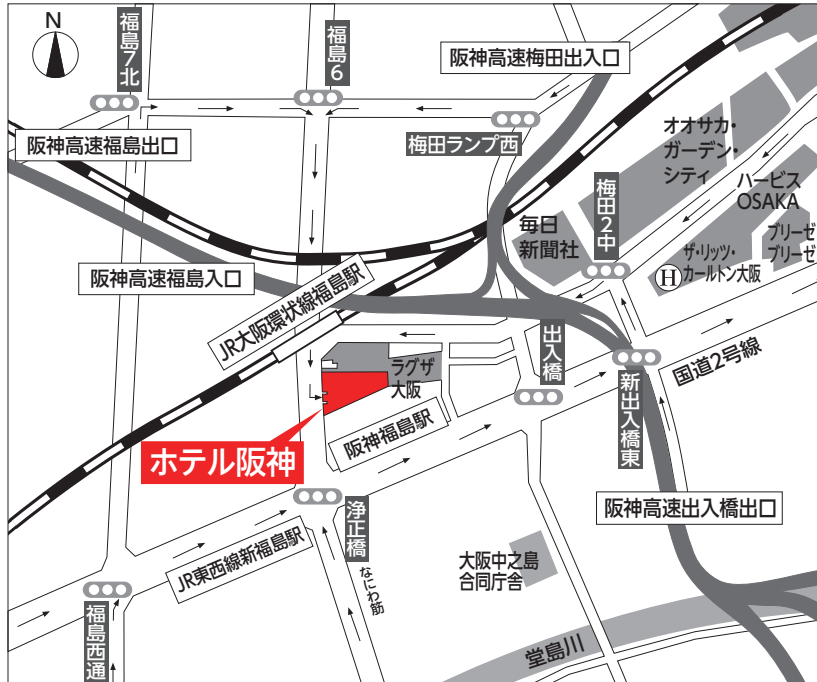 N
福島7北
福島6
阪神高速梅田出入口
阪神高速福島出口
梅田ランプ西
オオサカ・
ガーデン・
シティ
ハービス
OSAKA
梅田2中
毎日
新聞社
ブリーゼ
ブリーゼ
H
ザ・リッツ・
カールトン大阪
阪神高速福島入口
JR大阪環状線福島駅
ラグザ
大阪
出入橋
国道2号線
新出入橋東
阪神福島駅
ホテル阪神
阪神高速出入橋出口
浄正橋
なにわ筋
JR東西線新福島駅
大阪中之島
合同庁舎
福島西通
堂島川